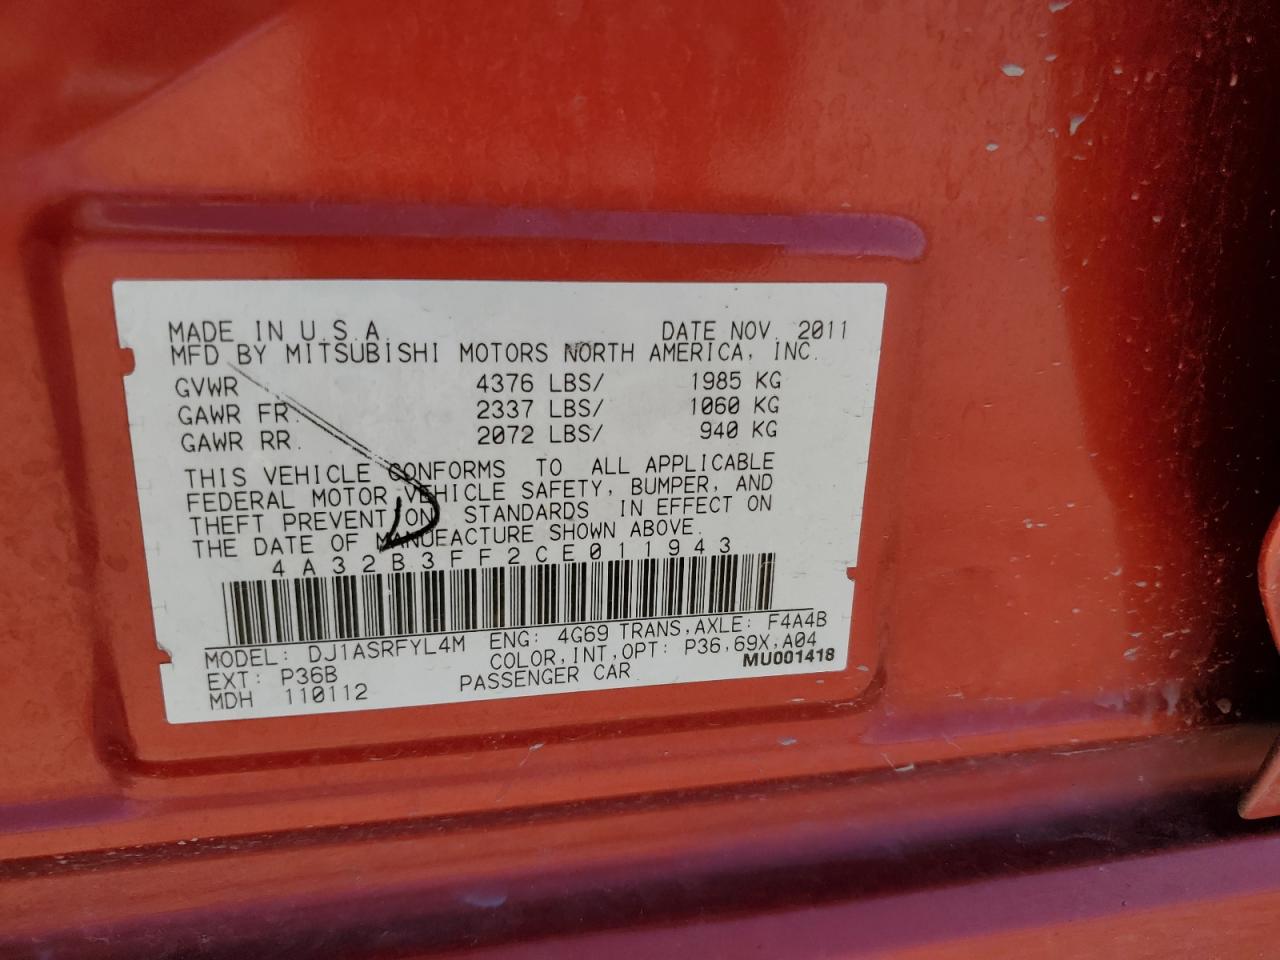 MADE IN U.S.A. DATE NOV. 2011
MFD BY MITSUBISHI MOTORS NORTH AMERICA, INC.
GVWR 4376 LBS/ 1985 KG
GAWR FR. 2337 LBS/ 1060 KG
GAWR RR. 2072 LBS/ 940 KG
THIS VEHICLE CONFORMS TO ALL APPLICABLE
FEDERAL MOTOR VEHICLE SAFETY, BUMPER, AND
THEFT PREVENTION STANDARDS IN EFFECT ON
THE DATE OF MANUFACTURE SHOWN ABOVE.
4A32B3FF2CE011943
MODEL: DJ1ASRFYL4M ENG: 4G69 TRANS,AXLE: F4A4B
EXT: P36B COLOR,INT,OPT: P36,69X,A04
MDH 110112 PASSENGER CAR MU001418